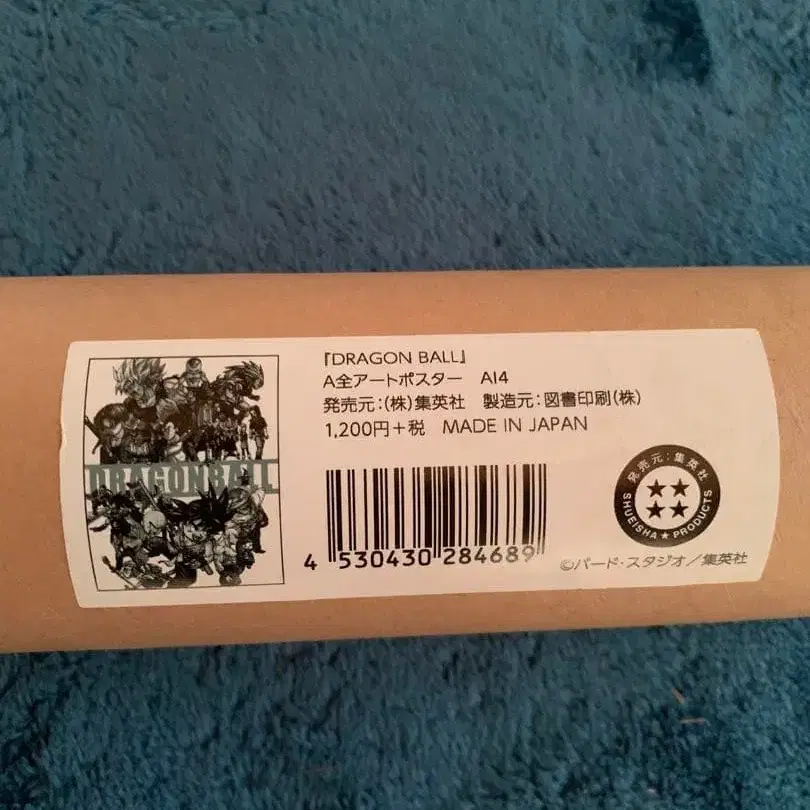 『DRAGON BALL』
A全アートポスター AI4
発売元:(株)集英社 製造元:図書印刷(株)
1,200円+税 MADE IN JAPAN
DRAGON BALL
発売元:集英社
SHUEISHA★PRODUCTS
4 530430 284689
©バード・スタジオ/集英社